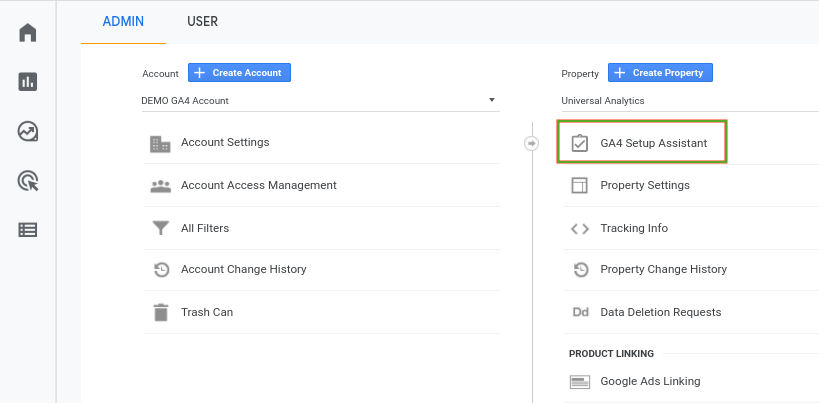 ADMIN USER
Account Create Account
DEMO GA4 Account
Account Settings
Account Access Management
All Filters
Account Change History
Trash Can
Property Create Property
Universal Analytics
GA4 Setup Assistant
Property Settings
Tracking Info
Property Change History
Dd Data Deletion Requests
PRODUCT LINKING
Google Ads Linking